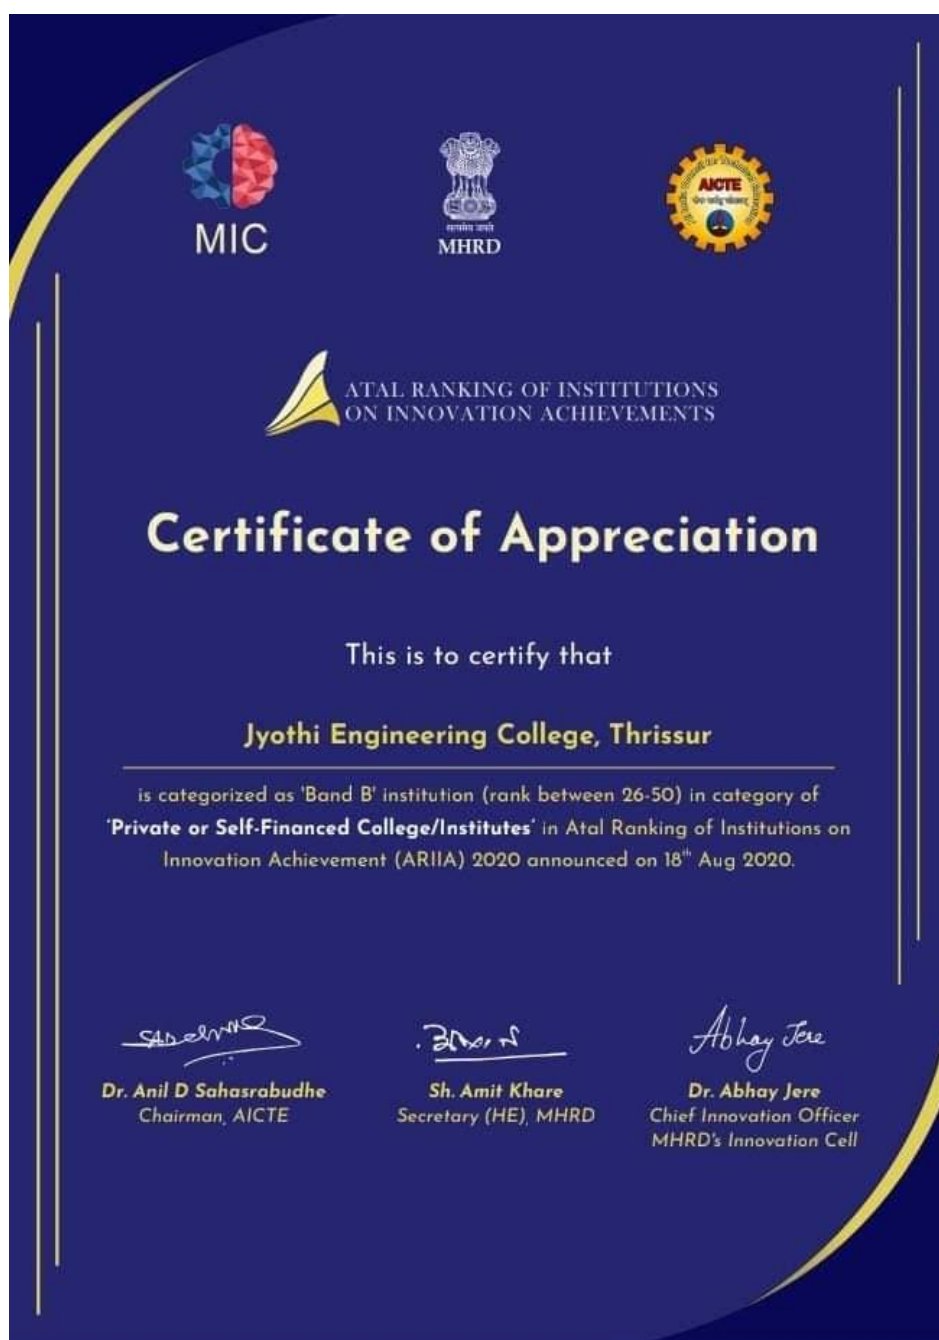 MIC
सत्यमेव जयते
MHRD
AICTE
ATAL RANKING OF INSTITUTIONS
ON INNOVATION ACHIEVEMENTS
Certificate of Appreciation
This is to certify that
Jyothi Engineering College, Thrissur
is categorized as 'Band B' institution (rank between 26-50) in category of
'Private or Self-Financed College/Institutes' in Atal Ranking of Institutions on
Innovation Achievement (ARIIA) 2020 announced on 18th Aug 2020.
Abhay Jere
Dr. Anil D Sahasrabudhe
Chairman, AICTE
Sh. Amit Khare
Secretary (HE), MHRD
Dr. Abhay Jere
Chief Innovation Officer
MHRD's Innovation Cell